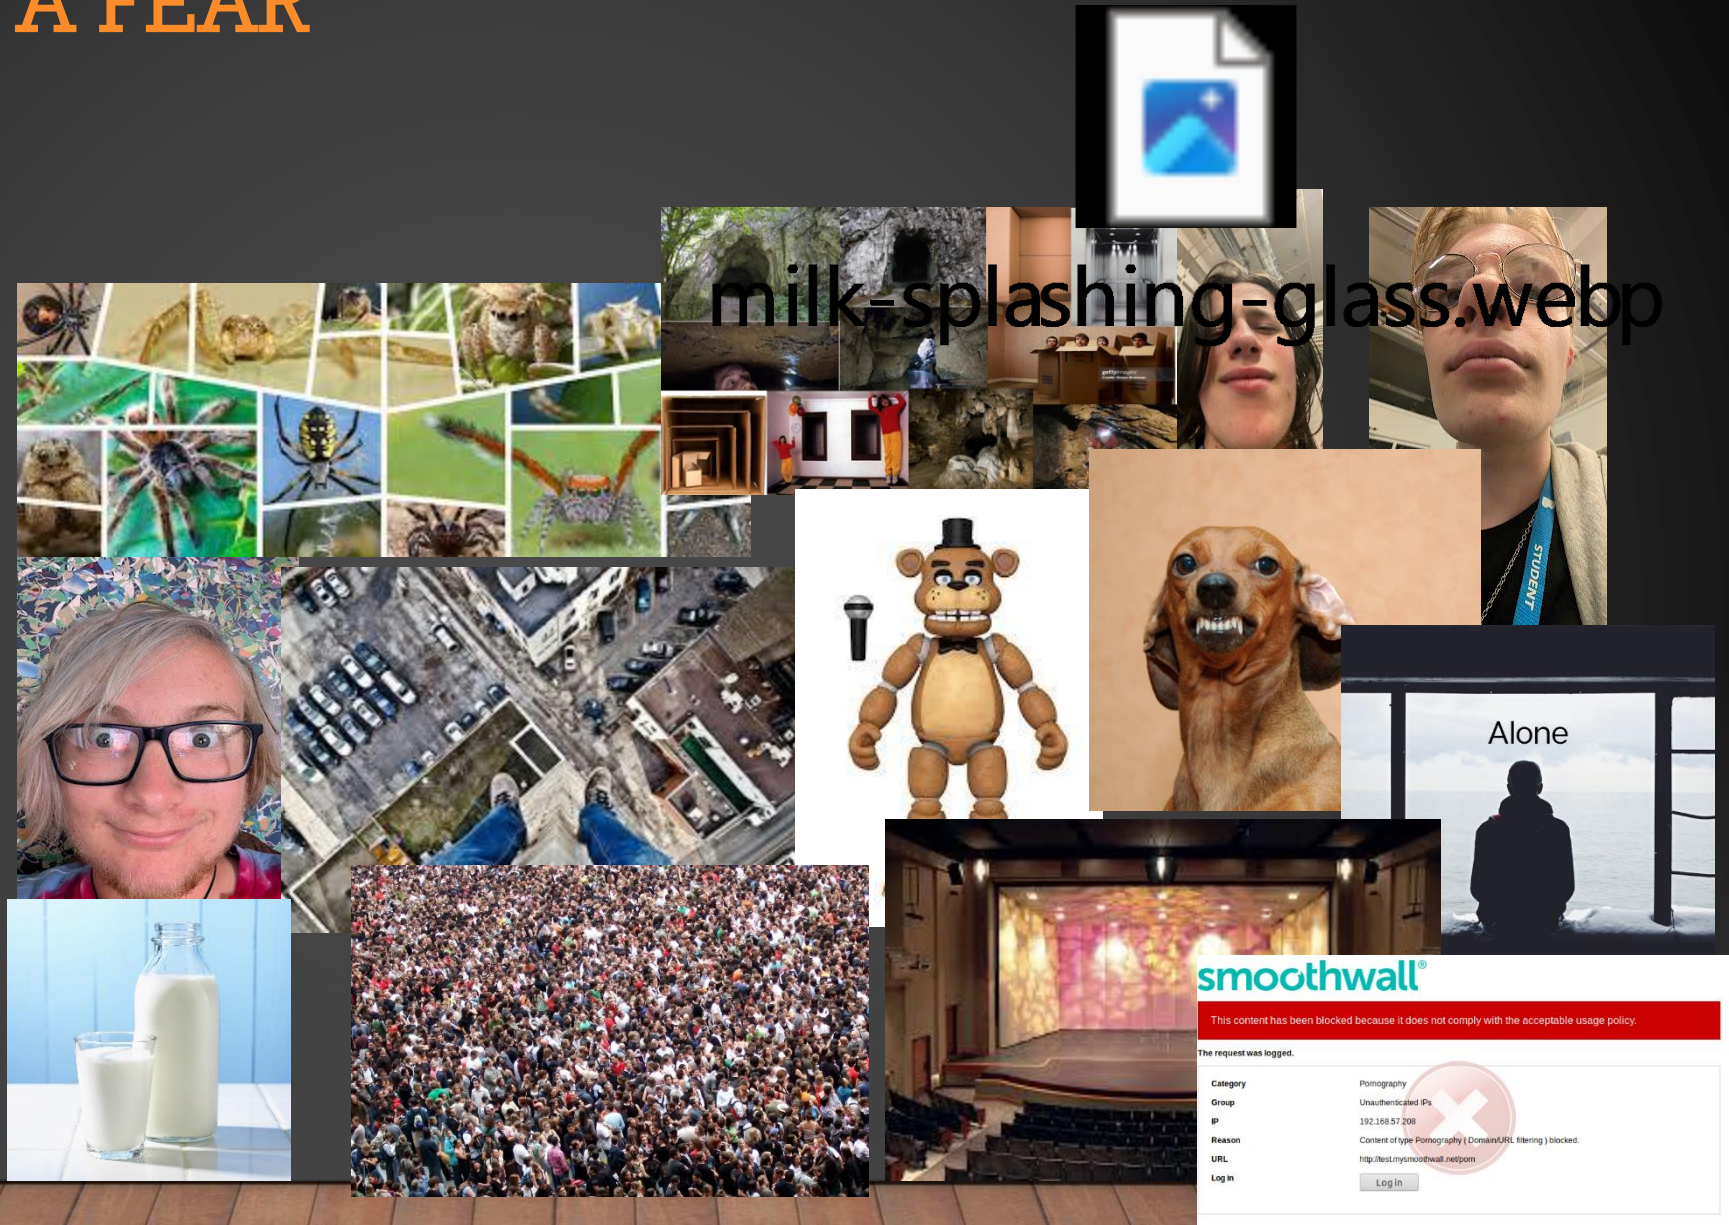 A FEAR
milk-splashing-glass.webp
gettyimages
STUDENT
Alone
smoothwall®
This content has been blocked because it does not comply with the acceptable usage policy.
The request was logged.
Category Pornography
Group Unauthenticated IPs
IP 192.168.57.208
Reason Content of type Pornography ( Domain/URL filtering ) blocked.
URL http://test.mysmoothwall.net/porn
Log in Log in